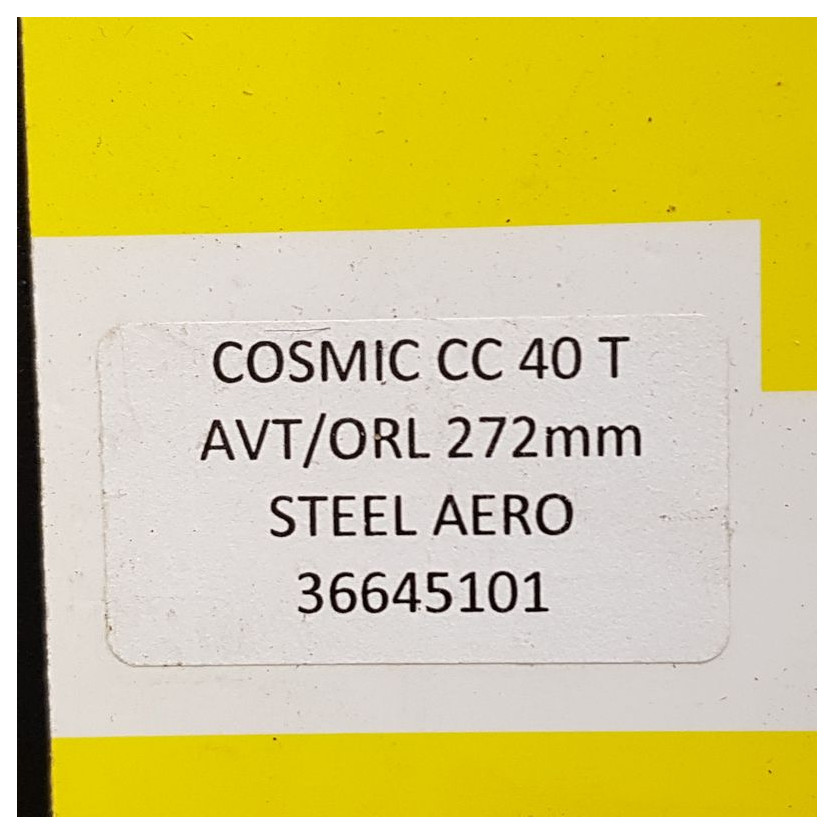 COSMIC CC 40 T
AVT/ORL 272mm
STEEL AERO
36645101